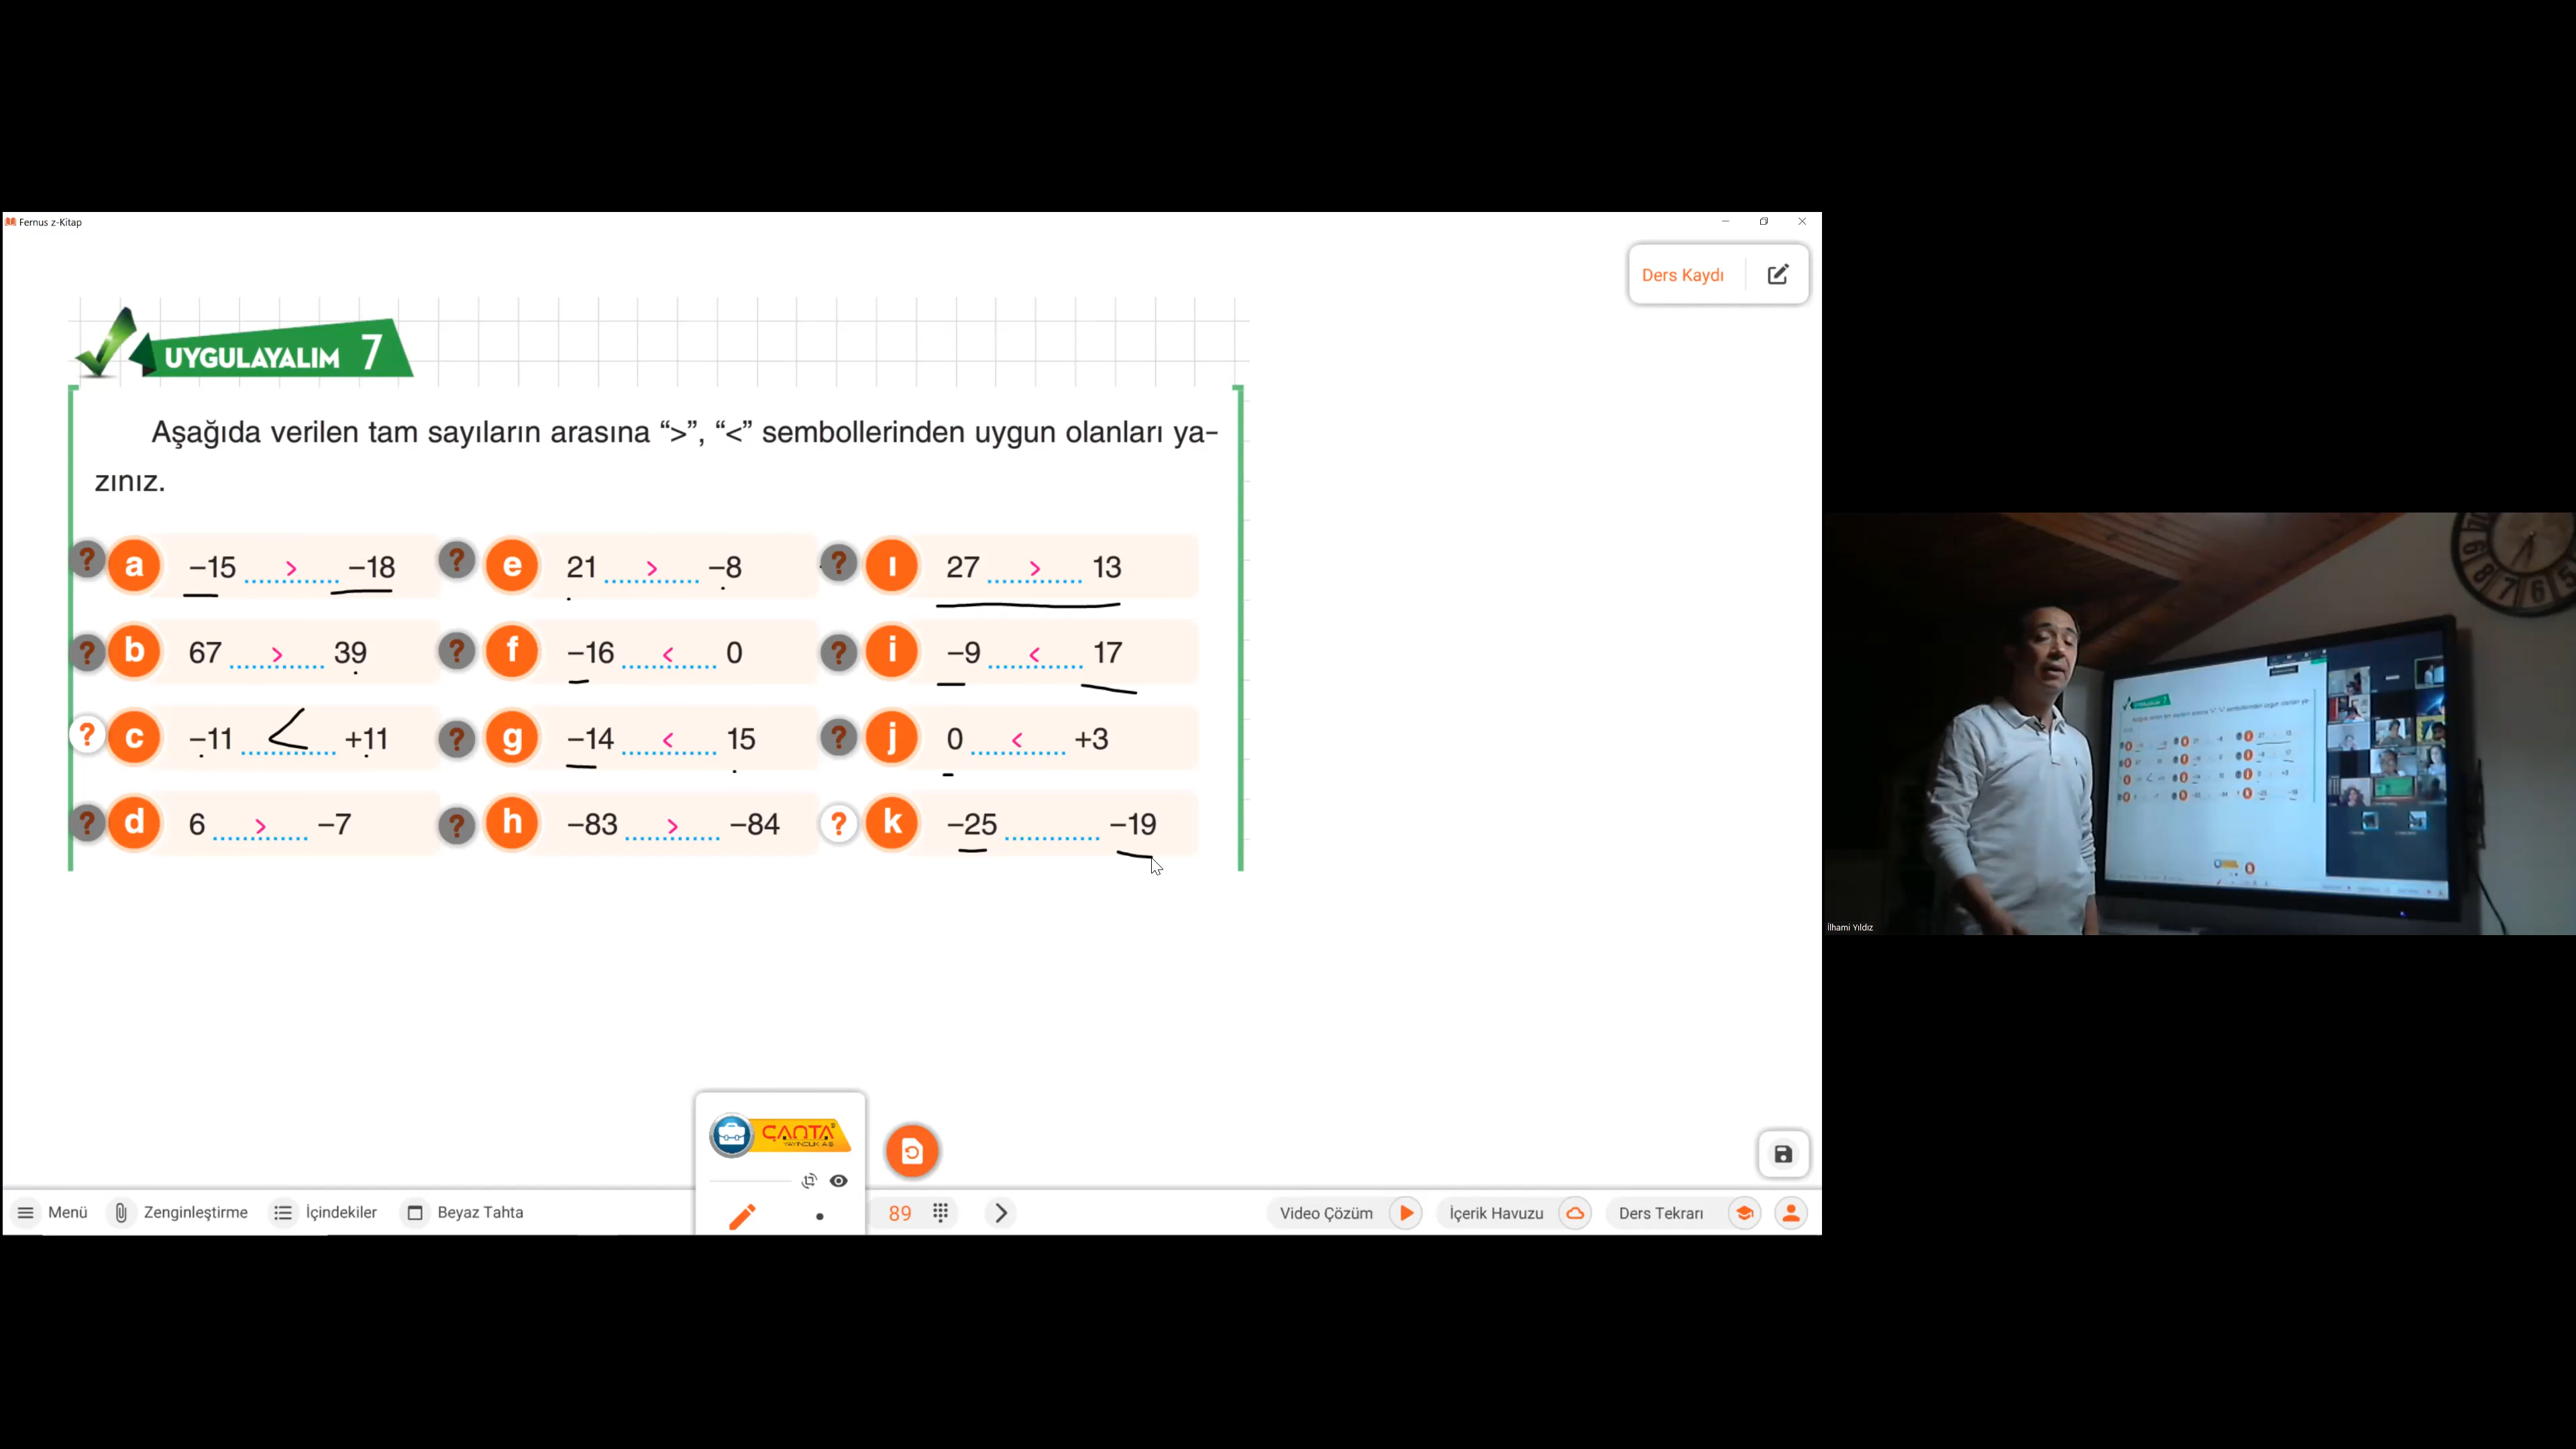 Fernus z-Kitap
Ders Kaydı
UYGULAYALIM 7
Aşağıda verilen tam sayıların arasına “>”, “<” sembollerinden uygun olanları ya-
zınız.
? a −15 ............ > −18 ? e 21 ............ > −8 ? ı 27 ............ > 13
? b 67 ............ > 39 ? f −16 ............ < 0 ? i −9 ............ < 17
? c −11 ............ < +11 ? g −14 ............ < 15 ? j 0 ............ < +3
? d 6 ............ > −7 ? h −83 ............ > −84 ? k −25 ............ −19
İlhami Yıldız
ÇANTA
YAYINCILIK A.Ş.
Menü Zenginleştirme İçindekiler Beyaz Tahta 89 Video Çözüm İçerik Havuzu Ders Tekrarı